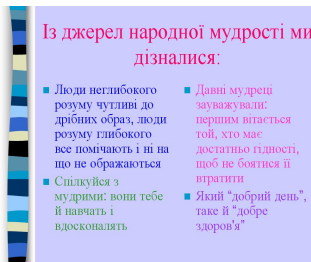 Із джерел народної мудрості ми
дізналися:
Люди неглибокого
розуму чутливі до
дрібних образ, люди
розуму глибокого
все помічають і ні на
що не ображаються
Спілкуйся з
мудрими: вони тебе
й навчать і
вдосконалять
Давні мудреці
зауважували:
першим вітається
той, хто має
достатньо гідності,
щоб не боятися її
втратити
Який “добрий день”,
таке й “добре
здоров'я”